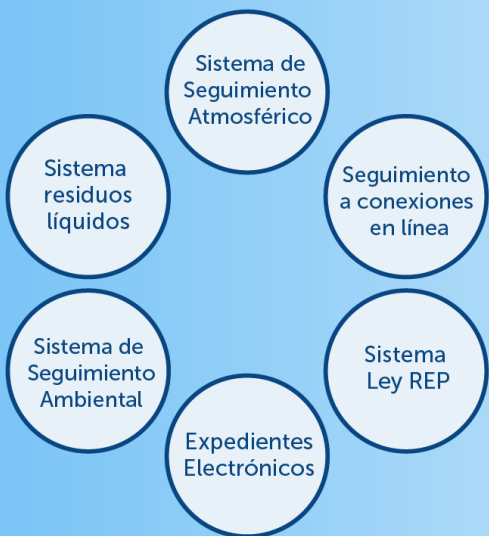 Sistema de
Seguimiento
Atmosférico
Sistema
residuos
líquidos
Seguimiento
a conexiones
en línea
Sistema de
Seguimiento
Ambiental
Sistema
Ley REP
Expedientes
Electrónicos